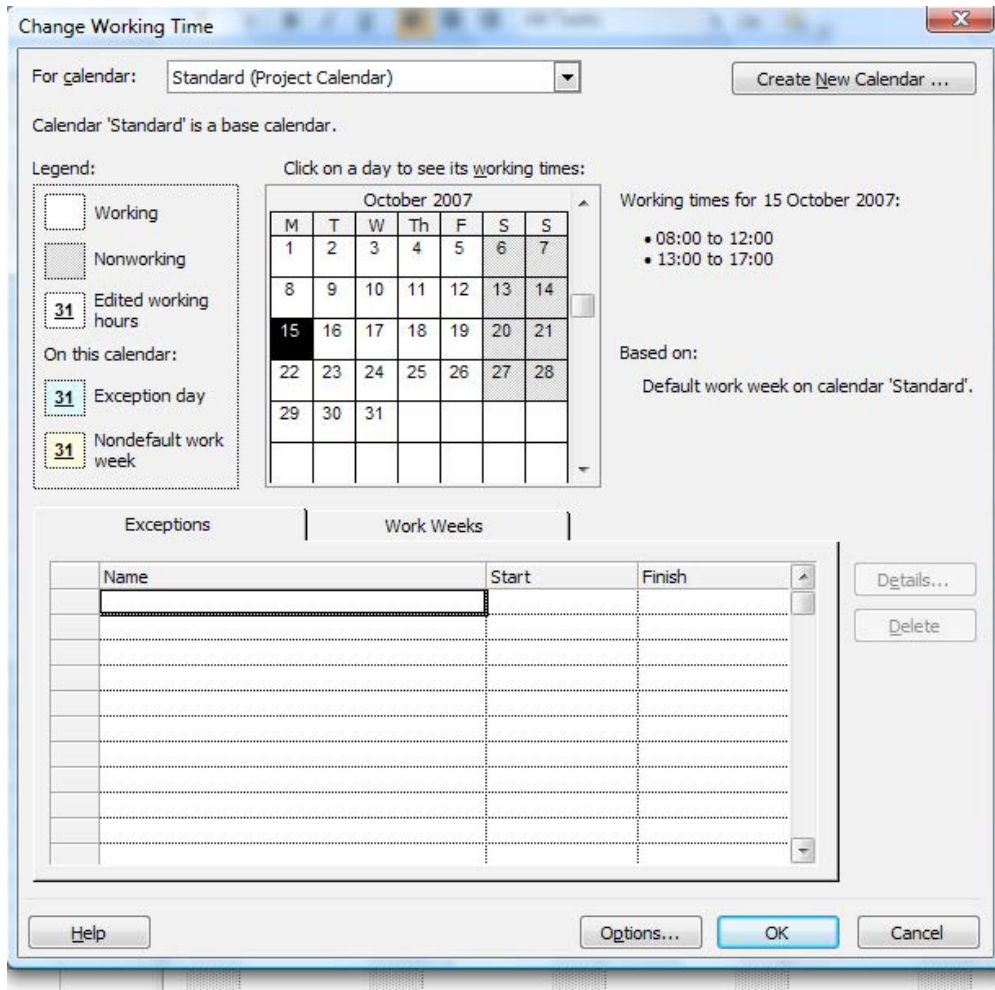 Change Working Time
For calendar: Standard (Project Calendar) Create New Calendar ...
Calendar 'Standard' is a base calendar.
Legend:
Working
Nonworking
31 Edited working
hours
On this calendar:
31 Exception day
31 Nondefault work
week
Click on a day to see its working times:
October 2007
M T W Th F S S
1 2 3 4 5 6 7
8 9 10 11 12 13 14
15 16 17 18 19 20 21
22 23 24 25 26 27 28
29 30 31
Working times for 15 October 2007:
• 08:00 to 12:00
• 13:00 to 17:00
Based on:
Default work week on calendar 'Standard'.
Exceptions Work Weeks
Name Start Finish
Details...
Delete
Help Options... OK Cancel